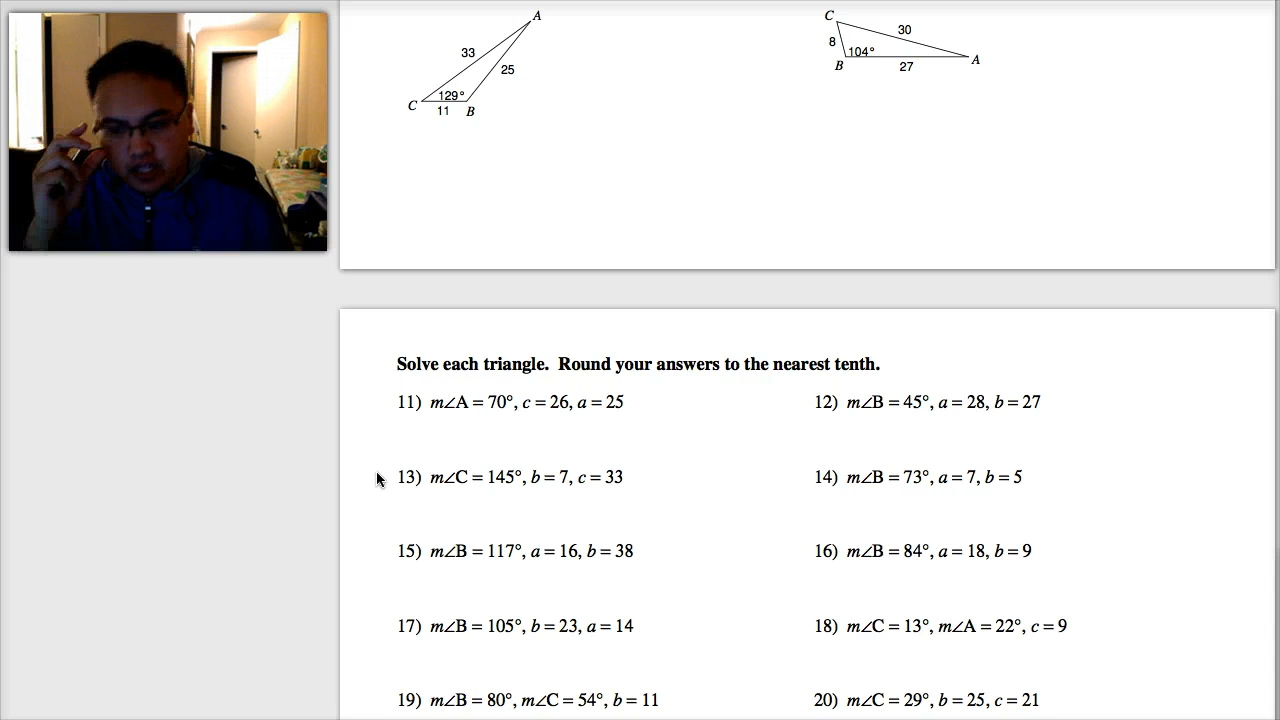 A
33
25
129°
C
11
B
C
30
8
104°
B
27
A
Solve each triangle. Round your answers to the nearest tenth.
11) m∠A = 70°, c = 26, a = 25
12) m∠B = 45°, a = 28, b = 27
13) m∠C = 145°, b = 7, c = 33
14) m∠B = 73°, a = 7, b = 5
15) m∠B = 117°, a = 16, b = 38
16) m∠B = 84°, a = 18, b = 9
17) m∠B = 105°, b = 23, a = 14
18) m∠C = 13°, m∠A = 22°, c = 9
19) m∠B = 80°, m∠C = 54°, b = 11
20) m∠C = 29°, b = 25, c = 21